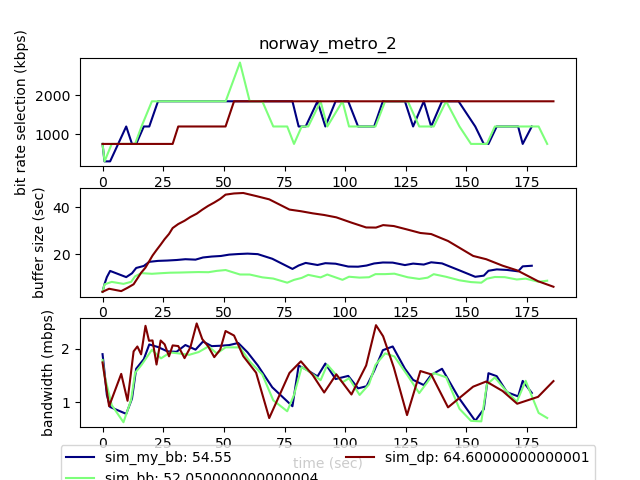 norway_metro_2
bit rate selection (kbps)
2000
1000
0 25 50 75 100 125 150 175
buffer size (sec)
40
20
0 25 50 75 100 125 150 175
bandwidth (mbps)
2
1
0 25 50 75 100 125 150 175
time (sec)
sim_my_bb: 54.55
sim_dp: 64.60000000000001
sim_bb: 52.050000000000004